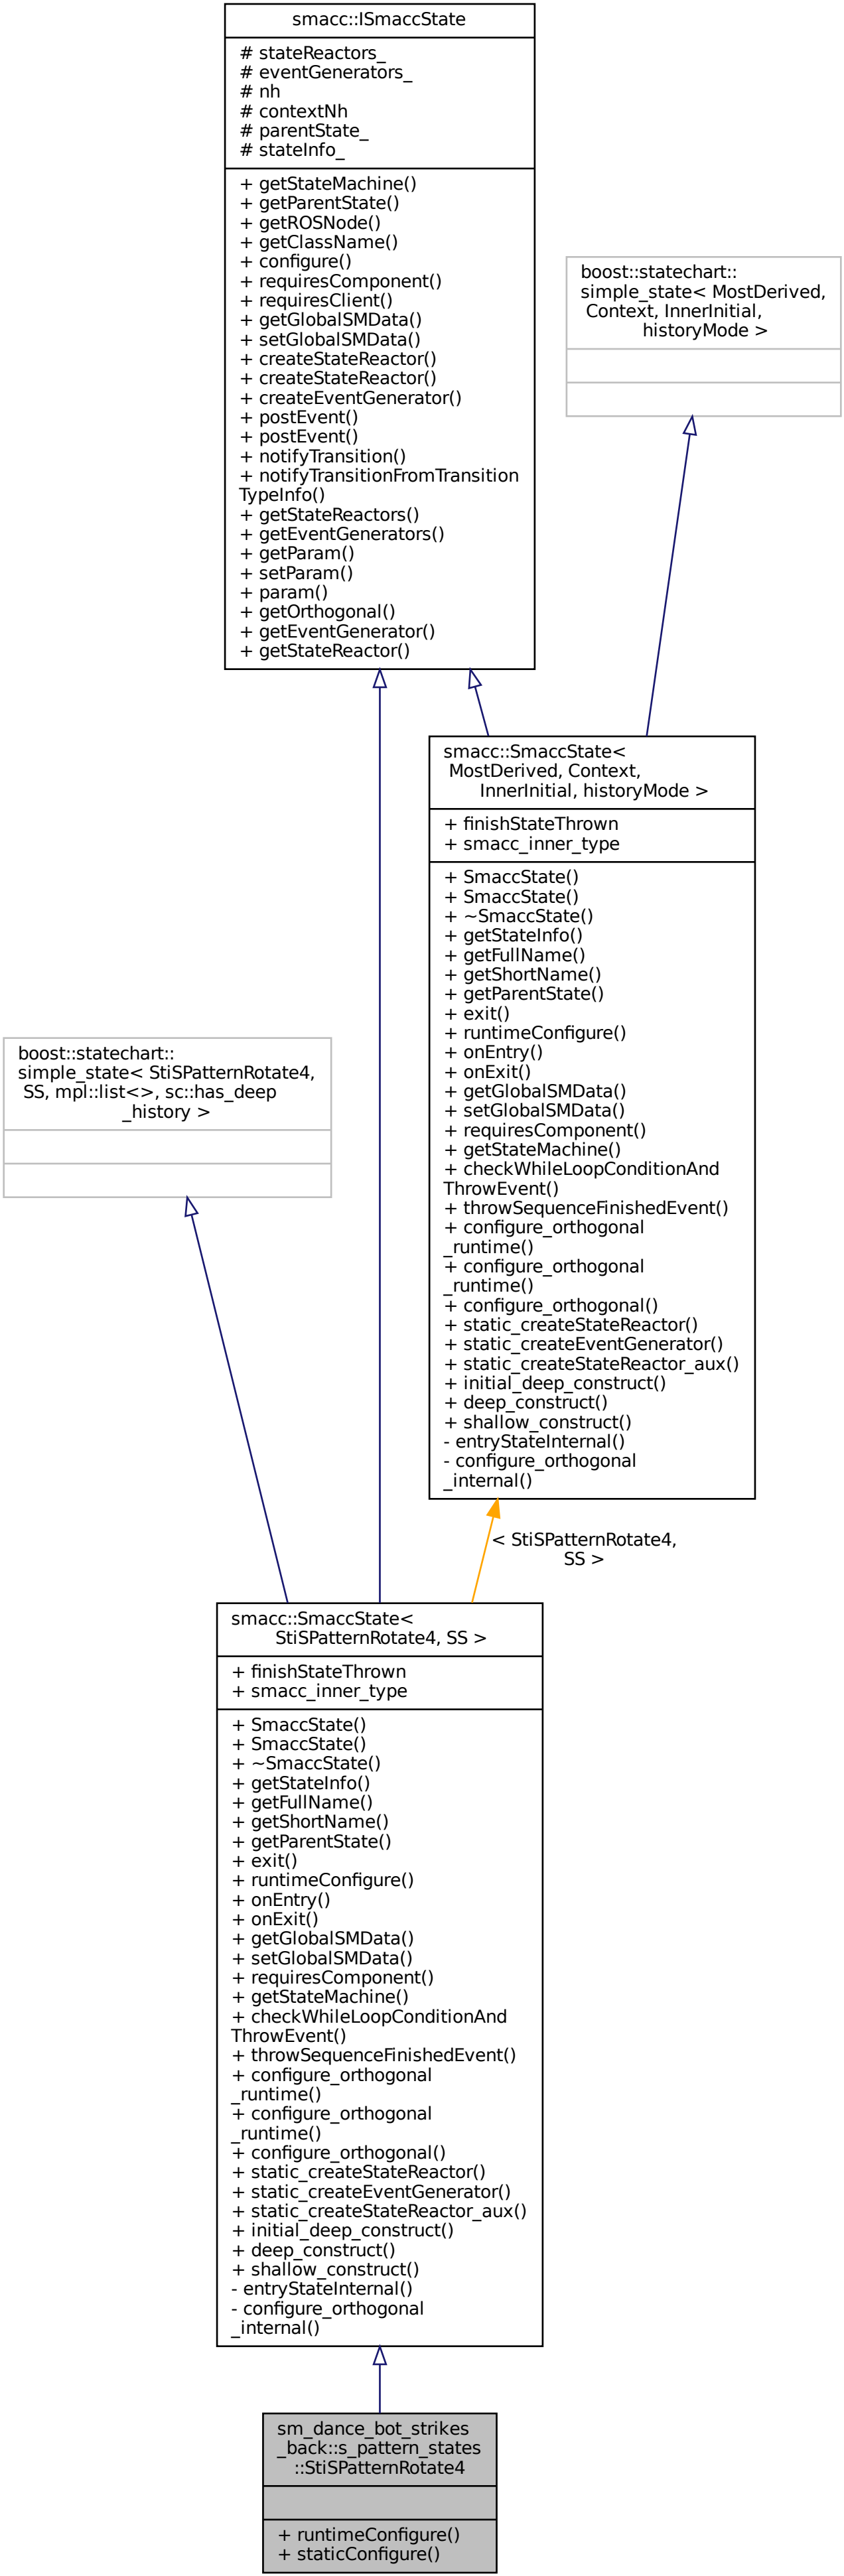 smacc::ISmaccState
# stateReactors_
# eventGenerators_
# nh
# contextNh
# parentState_
# stateInfo_
+ getStateMachine()
+ getParentState()
+ getROSNode()
+ getClassName()
+ configure()
+ requiresComponent()
+ requiresClient()
+ getGlobalSMData()
+ setGlobalSMData()
+ createStateReactor()
+ createStateReactor()
+ createEventGenerator()
+ postEvent()
+ postEvent()
+ notifyTransition()
+ notifyTransitionFromTransition
TypeInfo()
+ getStateReactors()
+ getEventGenerators()
+ getParam()
+ setParam()
+ param()
+ getOrthogonal()
+ getEventGenerator()
+ getStateReactor()
boost::statechart::
simple_state< MostDerived,
Context, InnerInitial,
historyMode >
smacc::SmaccState<
MostDerived, Context,
InnerInitial, historyMode >
+ finishStateThrown
+ smacc_inner_type
+ SmaccState()
+ SmaccState()
+ ~SmaccState()
+ getStateInfo()
+ getFullName()
+ getShortName()
+ getParentState()
+ exit()
+ runtimeConfigure()
+ onEntry()
+ onExit()
+ getGlobalSMData()
+ setGlobalSMData()
+ requiresComponent()
+ getStateMachine()
+ checkWhileLoopConditionAnd
ThrowEvent()
+ throwSequenceFinishedEvent()
+ configure_orthogonal
_runtime()
+ configure_orthogonal
_runtime()
+ configure_orthogonal()
+ static_createStateReactor()
+ static_createEventGenerator()
+ static_createStateReactor_aux()
+ initial_deep_construct()
+ deep_construct()
+ shallow_construct()
- entryStateInternal()
- configure_orthogonal
_internal()
boost::statechart::
simple_state< StiSPatternRotate4,
SS, mpl::list<>, sc::has_deep
_history >
< StiSPatternRotate4,
SS >
smacc::SmaccState<
StiSPatternRotate4, SS >
+ finishStateThrown
+ smacc_inner_type
+ SmaccState()
+ SmaccState()
+ ~SmaccState()
+ getStateInfo()
+ getFullName()
+ getShortName()
+ getParentState()
+ exit()
+ runtimeConfigure()
+ onEntry()
+ onExit()
+ getGlobalSMData()
+ setGlobalSMData()
+ requiresComponent()
+ getStateMachine()
+ checkWhileLoopConditionAnd
ThrowEvent()
+ throwSequenceFinishedEvent()
+ configure_orthogonal
_runtime()
+ configure_orthogonal
_runtime()
+ configure_orthogonal()
+ static_createStateReactor()
+ static_createEventGenerator()
+ static_createStateReactor_aux()
+ initial_deep_construct()
+ deep_construct()
+ shallow_construct()
- entryStateInternal()
- configure_orthogonal
_internal()
sm_dance_bot_strikes
_back::s_pattern_states
::StiSPatternRotate4
+ runtimeConfigure()
+ staticConfigure()